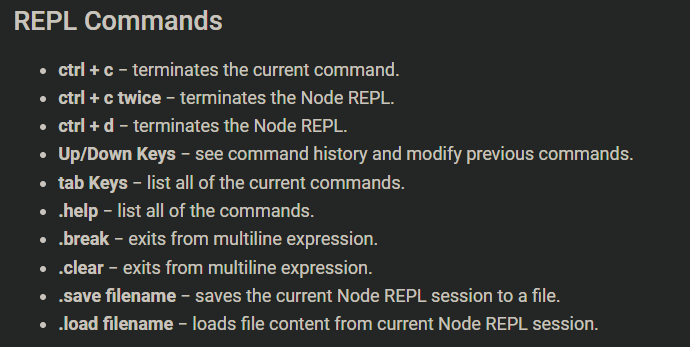 REPL Commands
• ctrl + c − terminates the current command.
• ctrl + c twice − terminates the Node REPL.
• ctrl + d − terminates the Node REPL.
• Up/Down Keys − see command history and modify previous commands.
• tab Keys − list all of the current commands.
• .help − list all of the commands.
• .break − exits from multiline expression.
• .clear − exits from multiline expression.
• .save filename − saves the current Node REPL session to a file.
• .load filename − loads file content from current Node REPL session.